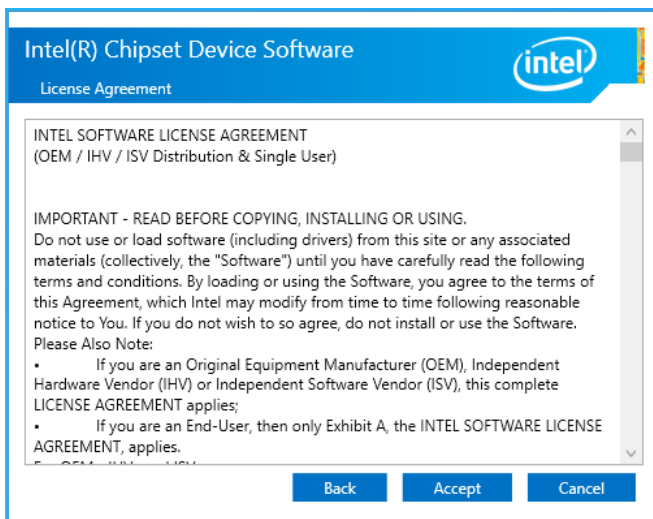 Intel(R) Chipset Device Software
intel
License Agreement
INTEL SOFTWARE LICENSE AGREEMENT
(OEM / IHV / ISV Distribution & Single User)
IMPORTANT - READ BEFORE COPYING, INSTALLING OR USING.
Do not use or load software (including drivers) from this site or any associated
materials (collectively, the "Software") until you have carefully read the following
terms and conditions. By loading or using the Software, you agree to the terms of
this Agreement, which Intel may modify from time to time following reasonable
notice to You. If you do not wish to so agree, do not install or use the Software.
Please Also Note:
• If you are an Original Equipment Manufacturer (OEM), Independent
Hardware Vendor (IHV) or Independent Software Vendor (ISV), this complete
LICENSE AGREEMENT applies;
• If you are an End-User, then only Exhibit A, the INTEL SOFTWARE LICENSE
AGREEMENT, applies.
Back Accept Cancel